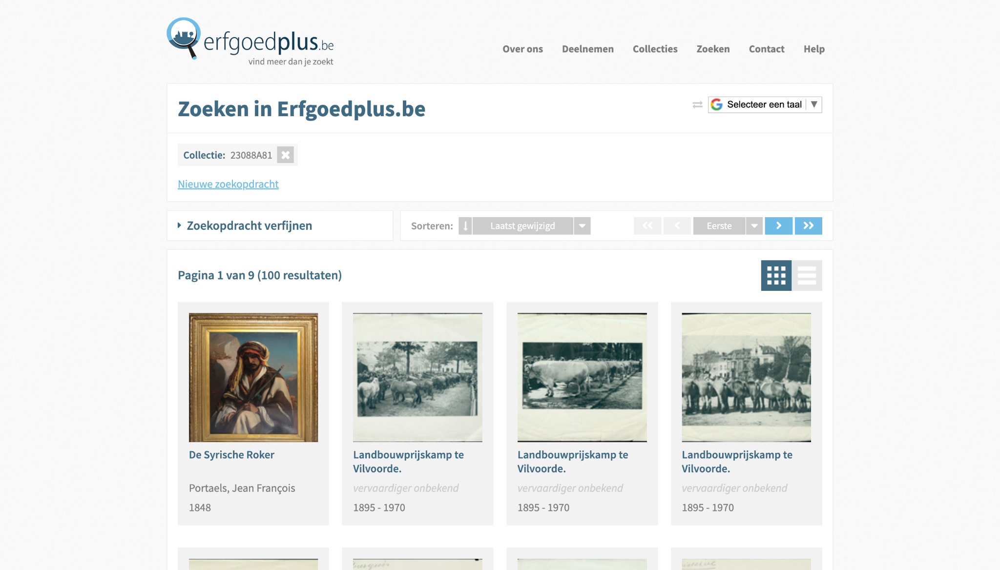 erfgoedplus.be
vind meer dan je zoekt
Over ons
Deelnemen
Collecties
Zoeken
Contact
Help
Zoeken in Erfgoedplus.be
Selecteer een taal ▼
Collectie: 23088A81
Nieuwe zoekopdracht
Zoekopdracht verfijnen
Sorteren:
Laatst gewijzigd
Eerste
Pagina 1 van 9 (100 resultaten)
De Syrische Roker
Portaels, Jean François
1848
Landbouwprijskamp te
Vilvoorde.
vervaardiger onbekend
1895 - 1970
Landbouwprijskamp te
Vilvoorde.
vervaardiger onbekend
1895 - 1970
Landbouwprijskamp te
Vilvoorde.
vervaardiger onbekend
1895 - 1970